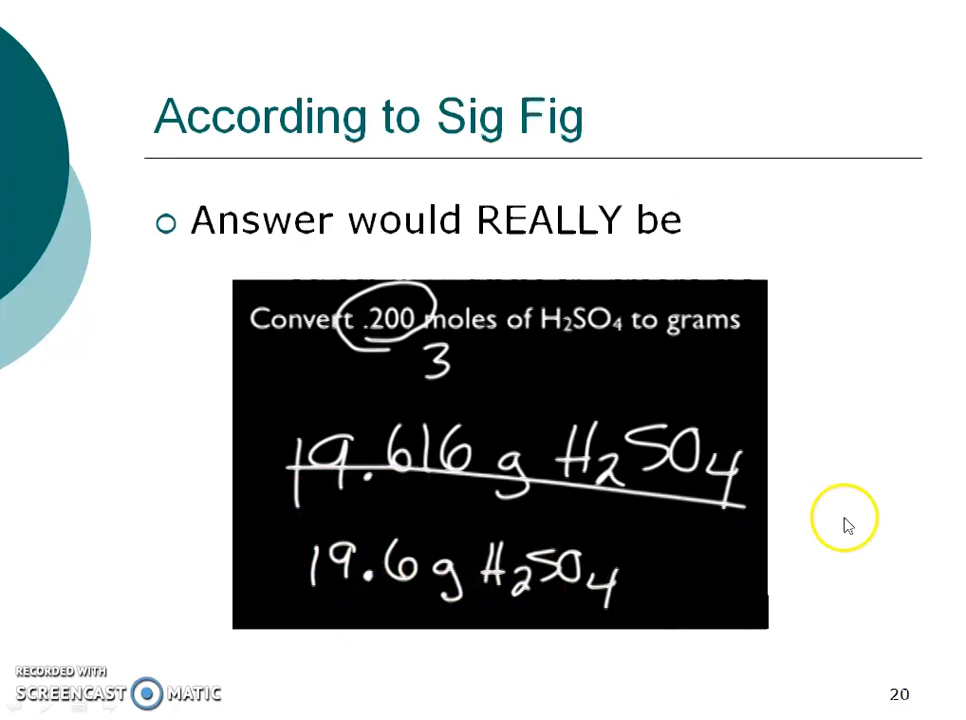 According to Sig Fig
Answer would REALLY be
Convert .200 moles of H₂SO₄ to grams
3
19.616 g H₂SO₄
19.6 g H₂SO₄
RECORDED WITH
SCREENCAST MATIC
20